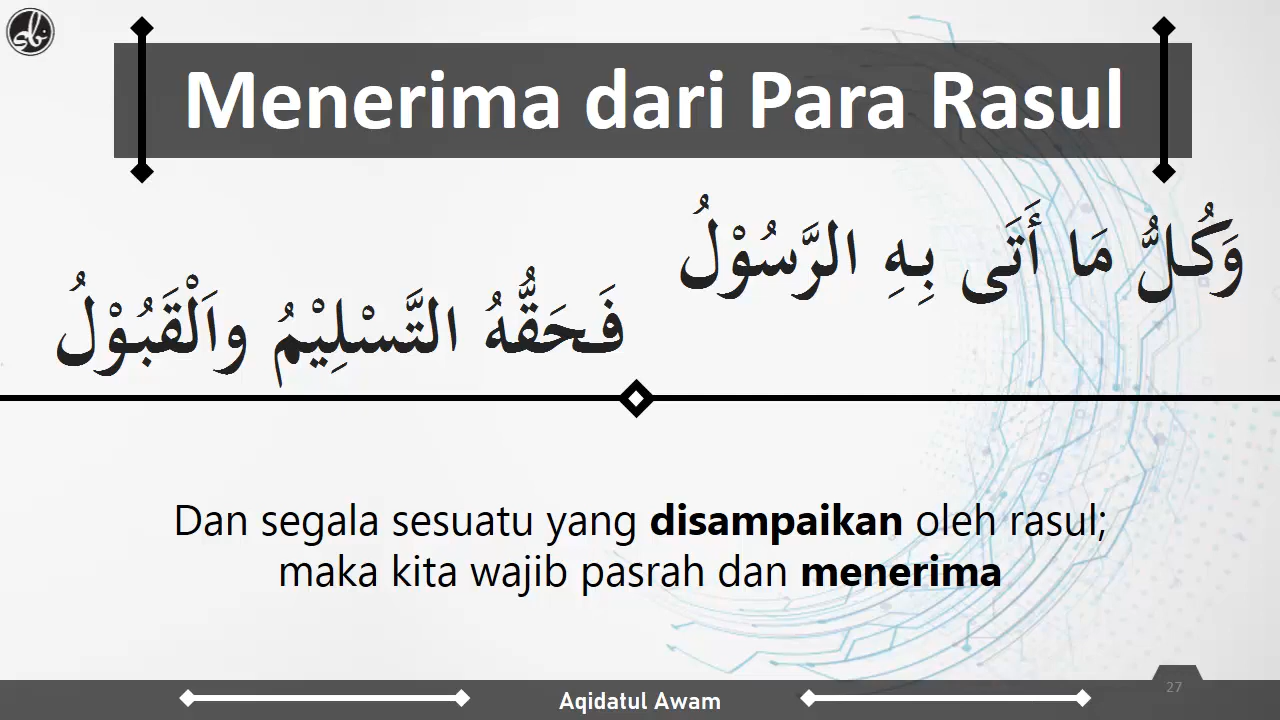 Menerima dari Para Rasul
وَكُلُّ مَا أَتَى بِهِ الرَّسُوْلُ
فَحَقُّهُ التَّسْلِيْمُ واَلْقَبُوْلُ
Dan segala sesuatu yang disampaikan oleh rasul;
maka kita wajib pasrah dan menerima
Aqidatul Awam
27